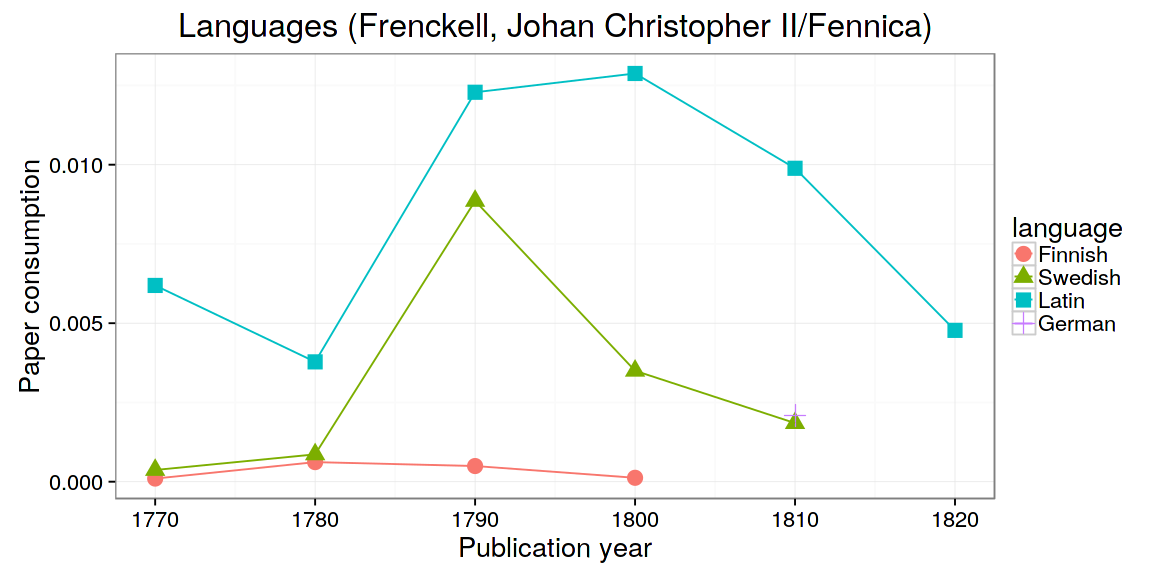 Languages (Frenckell, Johan Christopher II/Fennica)
Paper consumption
0.010
0.005
0.000
1770 1780 1790 1800 1810 1820
Publication year
language
Finnish
Swedish
Latin
German